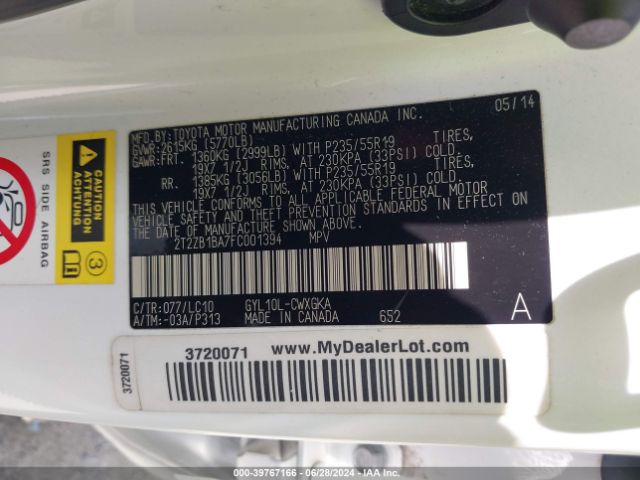 MFD. BY: TOYOTA MOTOR MANUFACTURING CANADA INC. 05/14
GVWR: 2615KG (5770LB)
GAWR: FRT. 1360KG (2999LB) WITH P235/55R19 TIRES,
19X7 1/2J RIMS, AT 230KPA (33PSI) COLD.
RR. 1385KG (3056LB) WITH P235/55R19 TIRES,
19X7 1/2J RIMS, AT 230KPA (33PSI) COLD.
THIS VEHICLE CONFORMS TO ALL APPLICABLE FEDERAL MOTOR
VEHICLE SAFETY AND THEFT PREVENTION STANDARDS IN EFFECT ON
THE DATE OF MANUFACTURE SHOWN ABOVE.
2T2ZB1BA7FC001394 MPV
C/TR: 077/LC10 GYL10L-CWXGKA
A/TM: -03A/P313 MADE IN CANADA 652
A
SRS SIDE AIRBAG
3
3720071
3720071 www.MyDealerLot.com
000-39767166 - 06/28/2024 - IAA Inc.